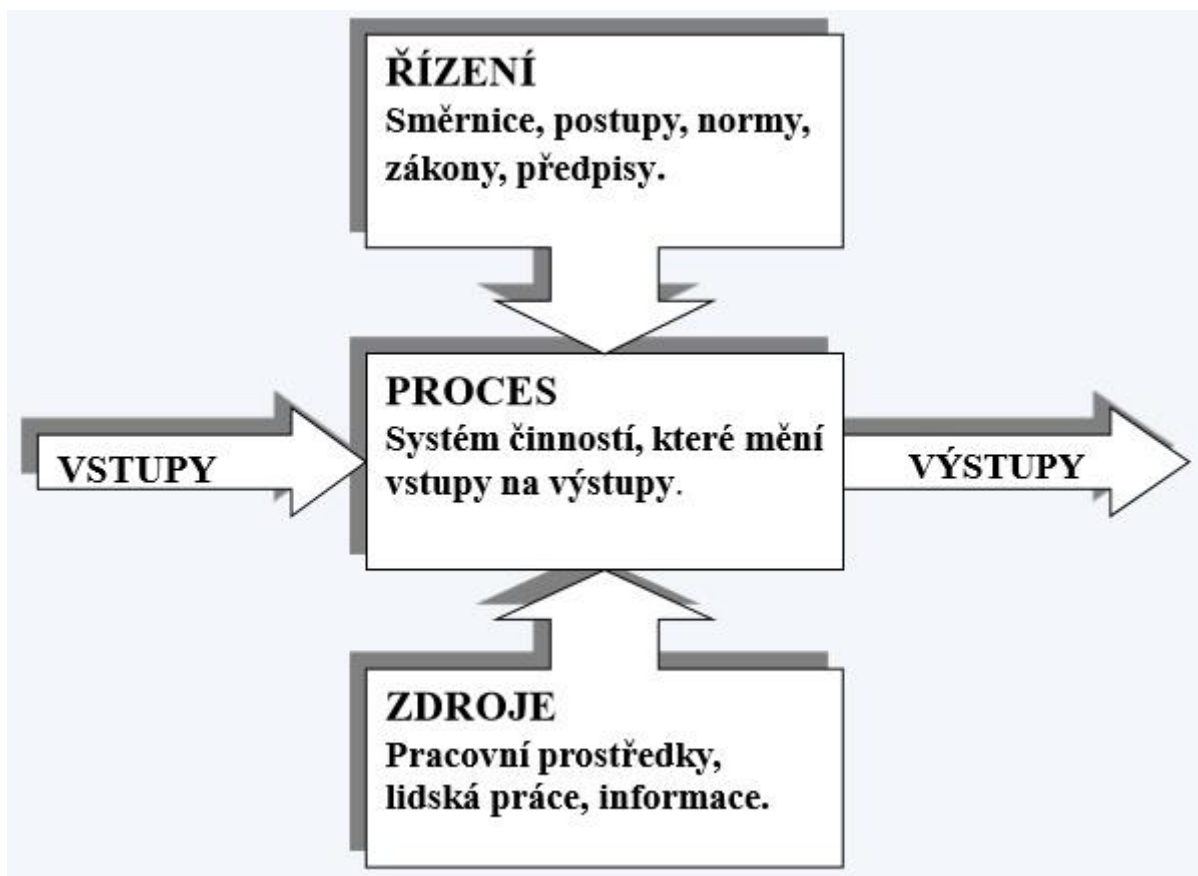 ŘÍZENÍ
Směrnice, postupy, normy,
zákony, předpisy.
PROCES
Systém činností, které mění
vstupy na výstupy.
VSTUPY
VÝSTUPY
ZDROJE
Pracovní prostředky,
lidská práce, informace.